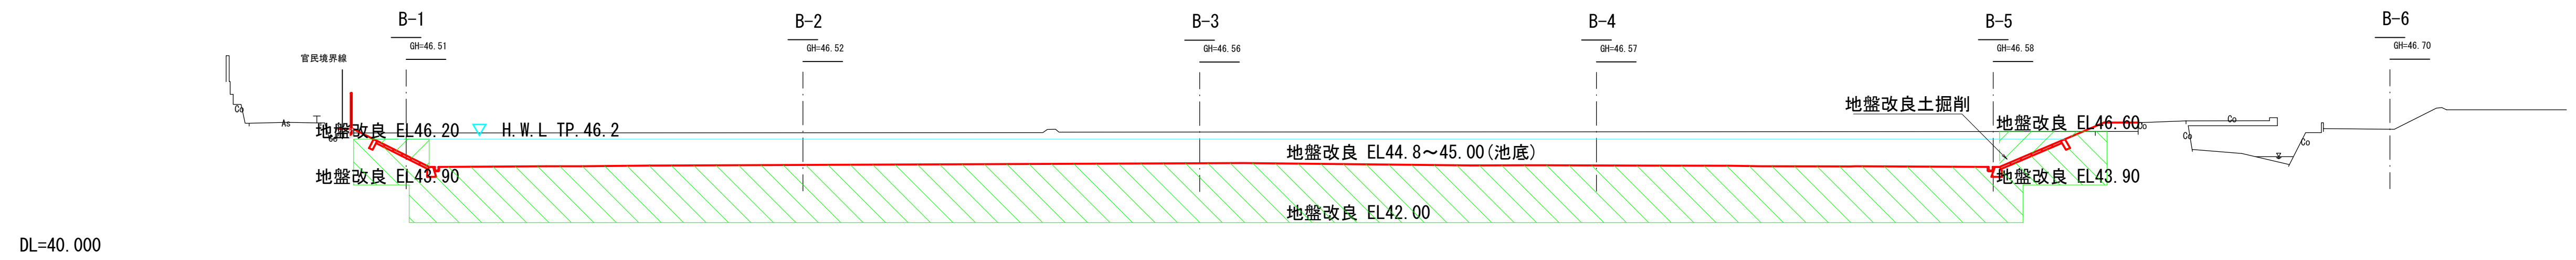 B-1
B-2
B-3
B-4
B-5
B-6
GH=46.51
GH=46.52
GH=46.56
GH=46.57
GH=46.58
GH=46.70
官民境界線
Co
As
Co
地盤改良 EL46.20
H.W.L TP.46.2
地盤改良土掘削
地盤改良 EL46.60
Co
Co
Co
Co
地盤改良 EL44.8～45.00(池底)
地盤改良 EL43.90
地盤改良 EL43.90
地盤改良 EL42.00
DL=40.000